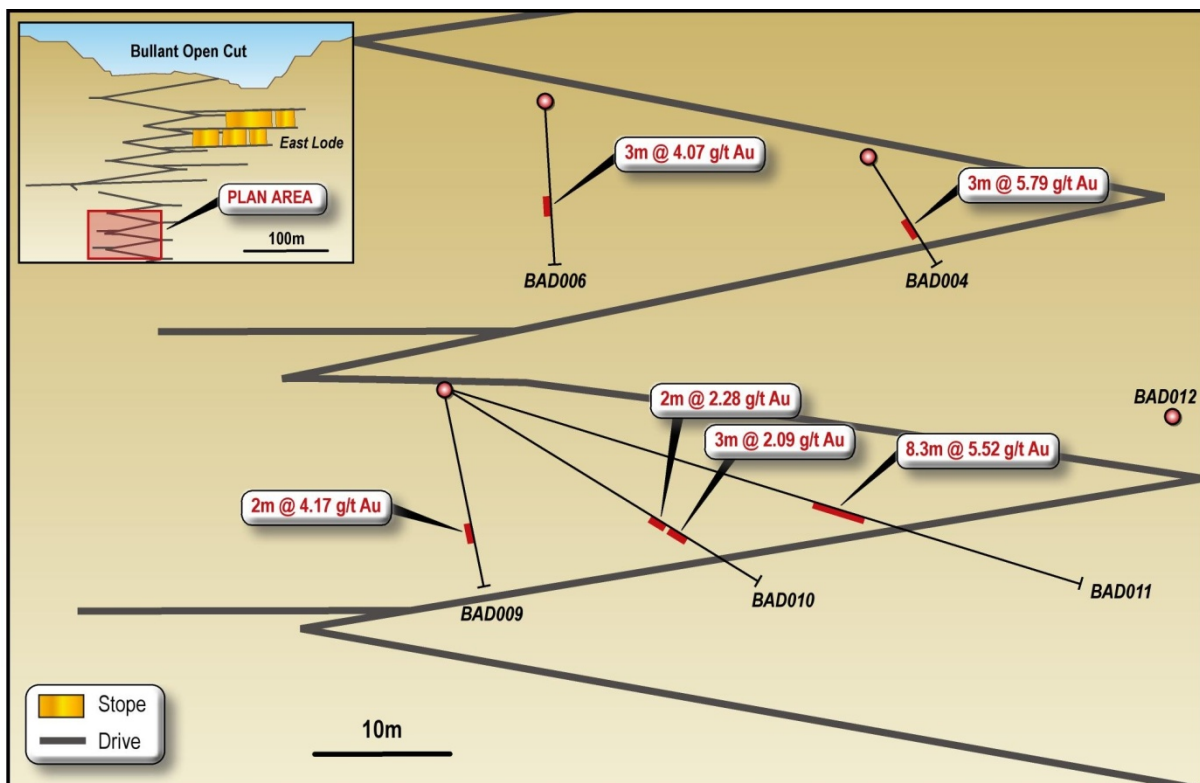 Bullant Open Cut
East Lode
PLAN AREA
100m
3m @ 4.07 g/t Au
3m @ 5.79 g/t Au
BAD006
BAD004
2m @ 2.28 g/t Au
BAD012
3m @ 2.09 g/t Au
8.3m @ 5.52 g/t Au
2m @ 4.17 g/t Au
BAD009
BAD010
BAD011
Stope
Drive
10m